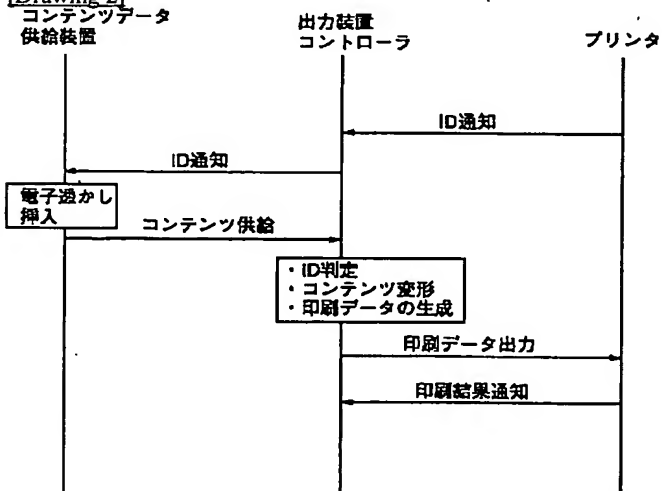 [Drawing 2]
コンテンツデータ
供給装置
出力装置
コントローラ
プリンタ
ID通知
ID通知
電子透かし
挿入
コンテンツ供給
・ID判定
・コンテンツ変形
・印刷データの生成
印刷データ出力
印刷結果通知